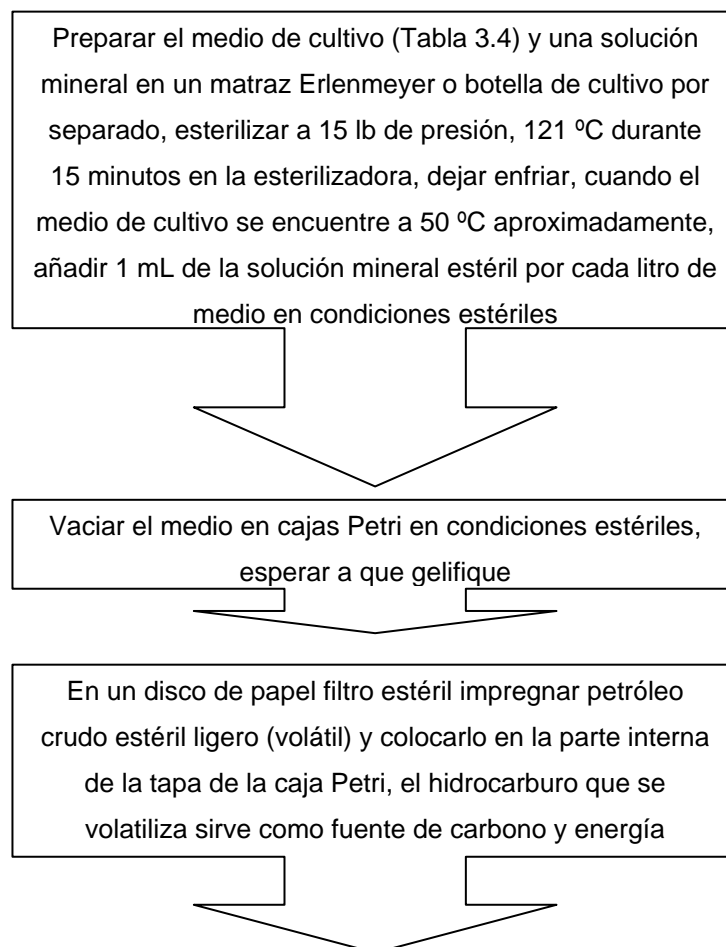 Preparar el medio de cultivo (Tabla 3.4) y una solución
mineral en un matraz Erlenmeyer o botella de cultivo por
separado, esterilizar a 15 lb de presión, 121 ºC durante
15 minutos en la esterilizadora, dejar enfriar, cuando el
medio de cultivo se encuentre a 50 ºC aproximadamente,
añadir 1 mL de la solución mineral estéril por cada litro de
medio en condiciones estériles
Vaciar el medio en cajas Petri en condiciones estériles,
esperar a que gelifique
En un disco de papel filtro estéril impregnar petróleo
crudo estéril ligero (volátil) y colocarlo en la parte interna
de la tapa de la caja Petri, el hidrocarburo que se
volatiliza sirve como fuente de carbono y energía